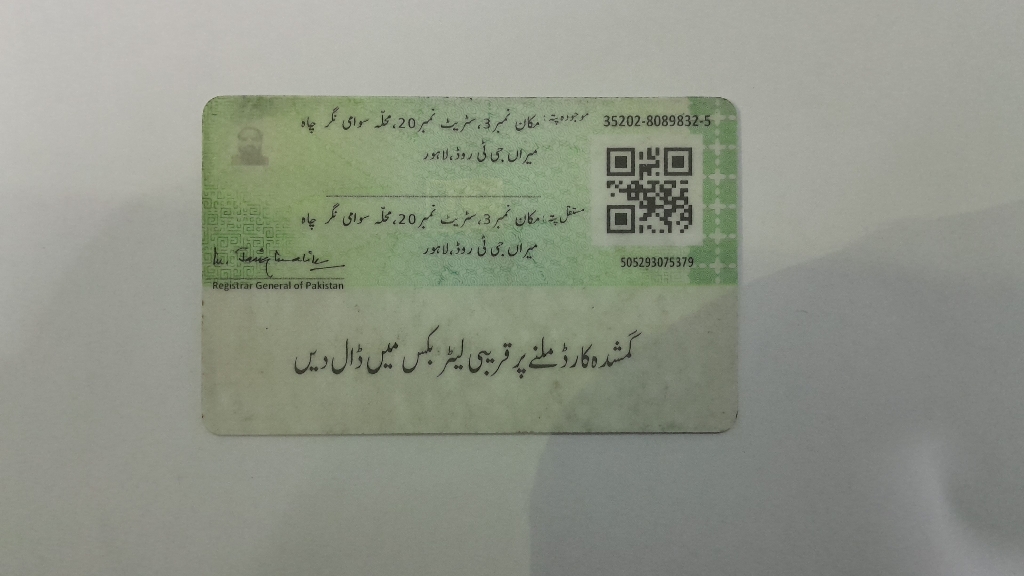 35202-8089832-5
موجودہ پتہ: مکان نمبر 3، سٹریٹ نمبر 20، محلہ سوامی نگر چاہ
میراں جی ٹی روڈ، لاہور
مستقل پتہ: مکان نمبر 3، سٹریٹ نمبر 20، محلہ سوامی نگر چاہ
میراں جی ٹی روڈ، لاہور
505293075379
Registrar General of Pakistan
گمشدہ کارڈ ملنے پر قریبی لیٹر بکس میں ڈال دیں